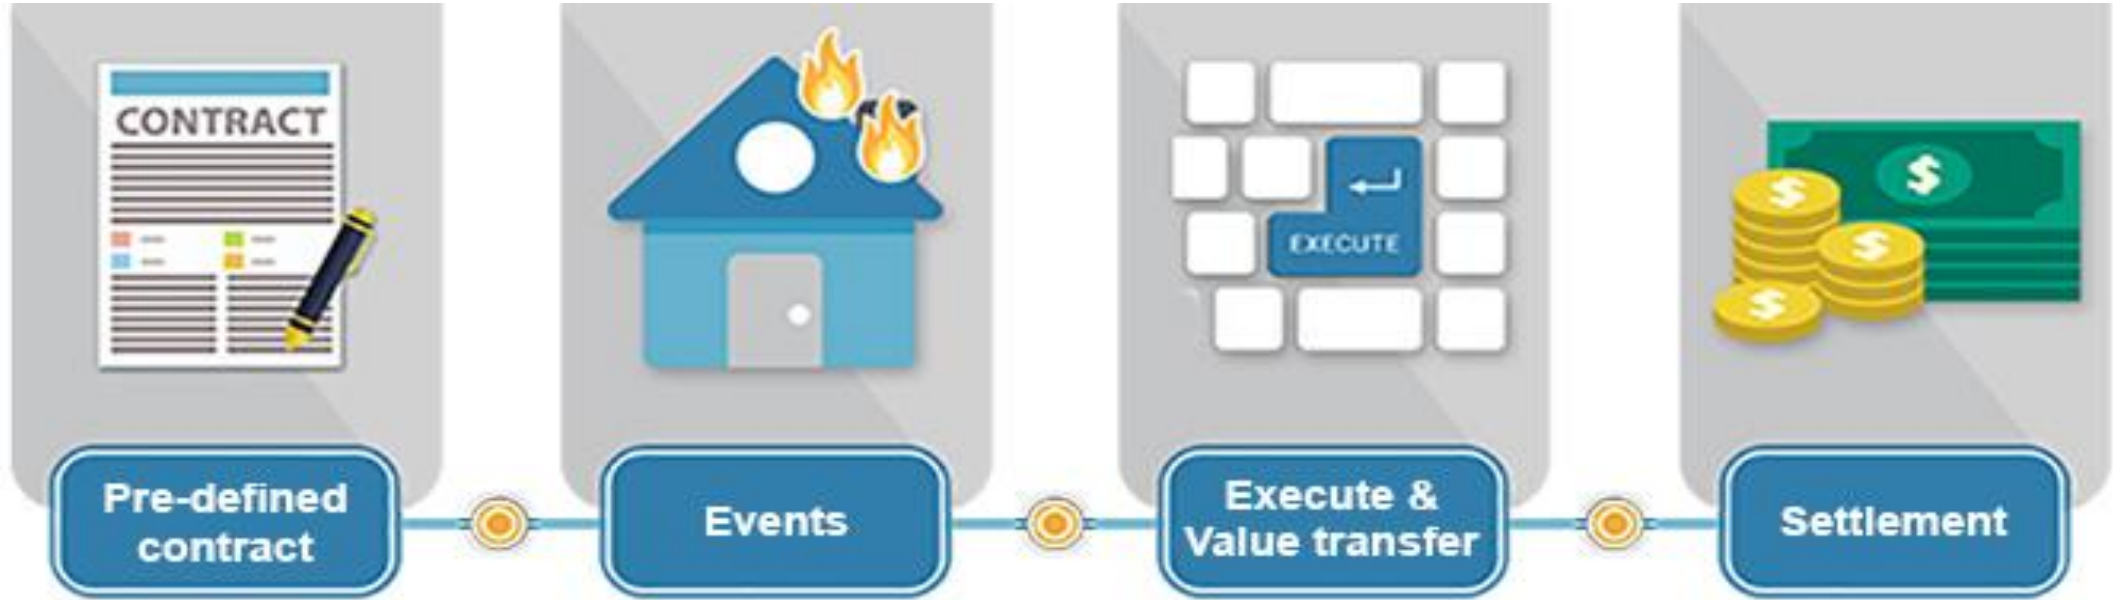 CONTRACT
EXECUTE
$
$
$
$
Pre-defined
contract
Events
Execute &
Value transfer
Settlement